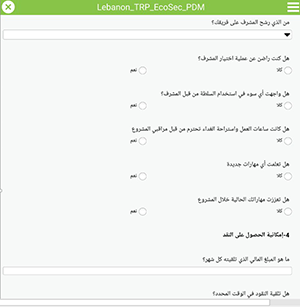 Lebanon_TRP_EcoSec_PDM
من الذي رشح المشرف على فريقك؟
هل كنت راض عن عملية اختيار المشرف؟
كلا نعم
هل واجهت أي سوء في استخدام السلطة من قبل المشرف؟
كلا نعم
هل كانت ساعات العمل واستراحة الغداء تحترم من قبل مراقبي المشروع
كلا نعم
هل تعلمت أي مهارات جديدة
كلا نعم
هل تعززت مهاراتك الحالية خلال المشروع
كلا نعم
4-إمكانية الحصول على النقد
ما هو المبلغ المالي الذي تلقيته كل شهر؟
هل تلقية النقود في الوقت المحدد؟